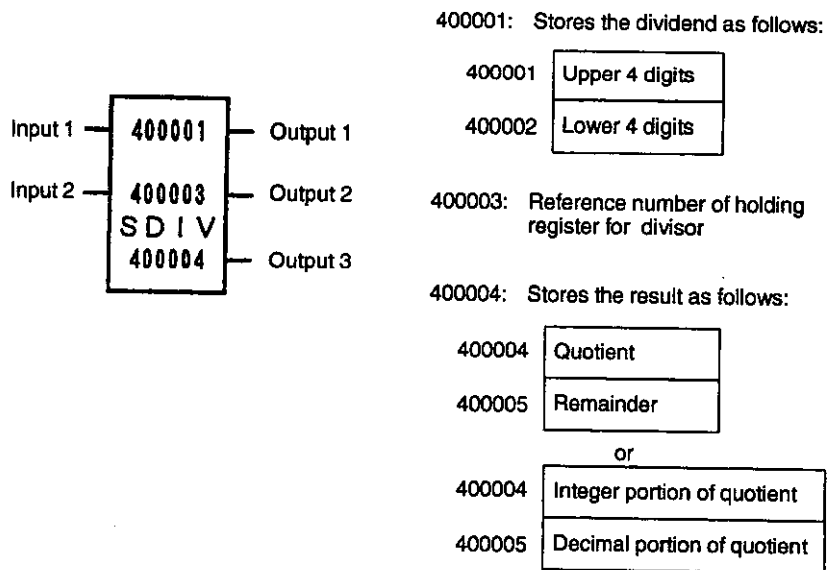 Input 1
400001
Output 1
Input 2
400003
Output 2
SDIV
400004
Output 3
400001: Stores the dividend as follows:
400001 Upper 4 digits
400002 Lower 4 digits
400003: Reference number of holding
register for divisor
400004: Stores the result as follows:
400004 Quotient
400005 Remainder
or
400004 Integer portion of quotient
400005 Decimal portion of quotient